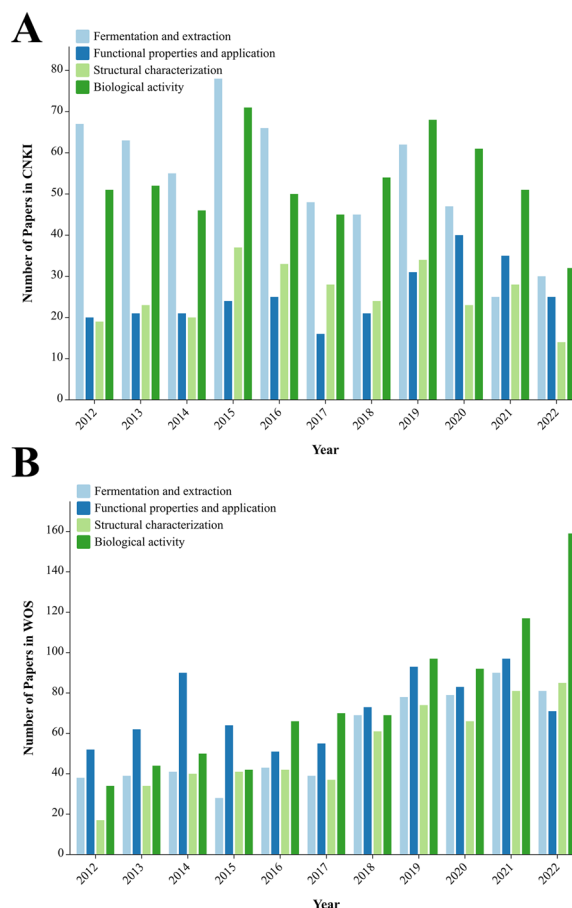 A
Fermentation and extraction
Functional properties and application
Structural characterization
Biological activity
Number of Papers in CNKI
80
70
60
50
40
30
20
10
0
2012 2013 2014 2015 2016 2017 2018 2019 2020 2021 2022
Year
B
Fermentation and extraction
Functional properties and application
Structural characterization
Biological activity
Number of Papers in WOS
160
140
120
100
80
60
40
20
0
2012 2013 2014 2015 2016 2017 2018 2019 2020 2021 2022
Year